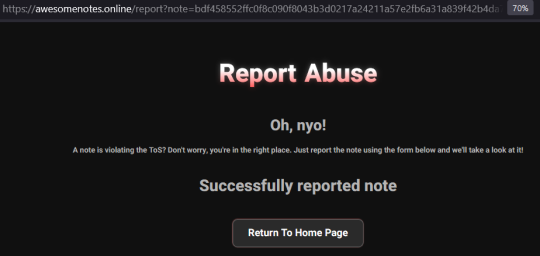 https://awesomenotes.online/report?note=bdf458552ffc0f8c090f8043b3d0217a24211a57e2fb6a31a839f42b4da 70%
Report Abuse
Oh, nyo!
A note is violating the ToS? Don't worry, you're in the right place. Just report the note using the form below and we'll take a look at it!
Successfully reported note
Return To Home Page